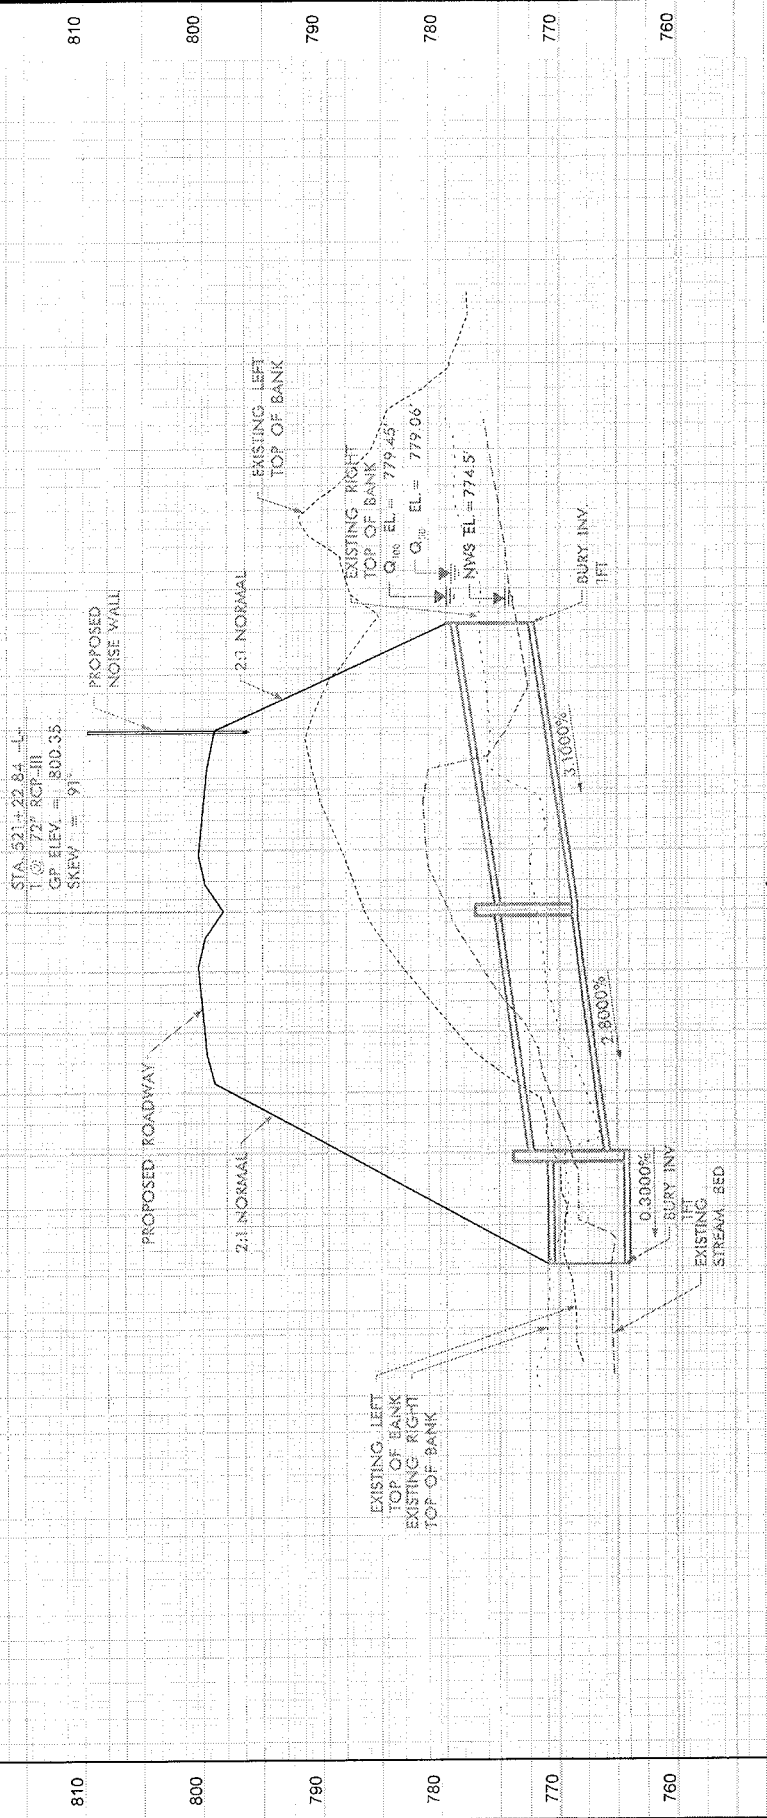 810
800
790
780
770
760
STA. 521+22.84 -L-
1 @ 72" RCP-III
GP ELEV. = 800.35
SKEW = 91°
PROPOSED
NOISE WALL
2:1 NORMAL
EXISTING LEFT
TOP OF BANK
EXISTING RIGHT
TOP OF BANK
Q100 EL. = 779.45'
EL. = 779.06'
NWS EL. = 774.5'
BURY INV.
1FT
3.1000%
PROPOSED ROADWAY
2:1 NORMAL
2.8000%
0.3000%
BURY INV
1FT
EXISTING
STREAM BED
EXISTING LEFT
TOP OF BANK
EXISTING RIGHT
TOP OF BANK
810
800
790
780
770
760